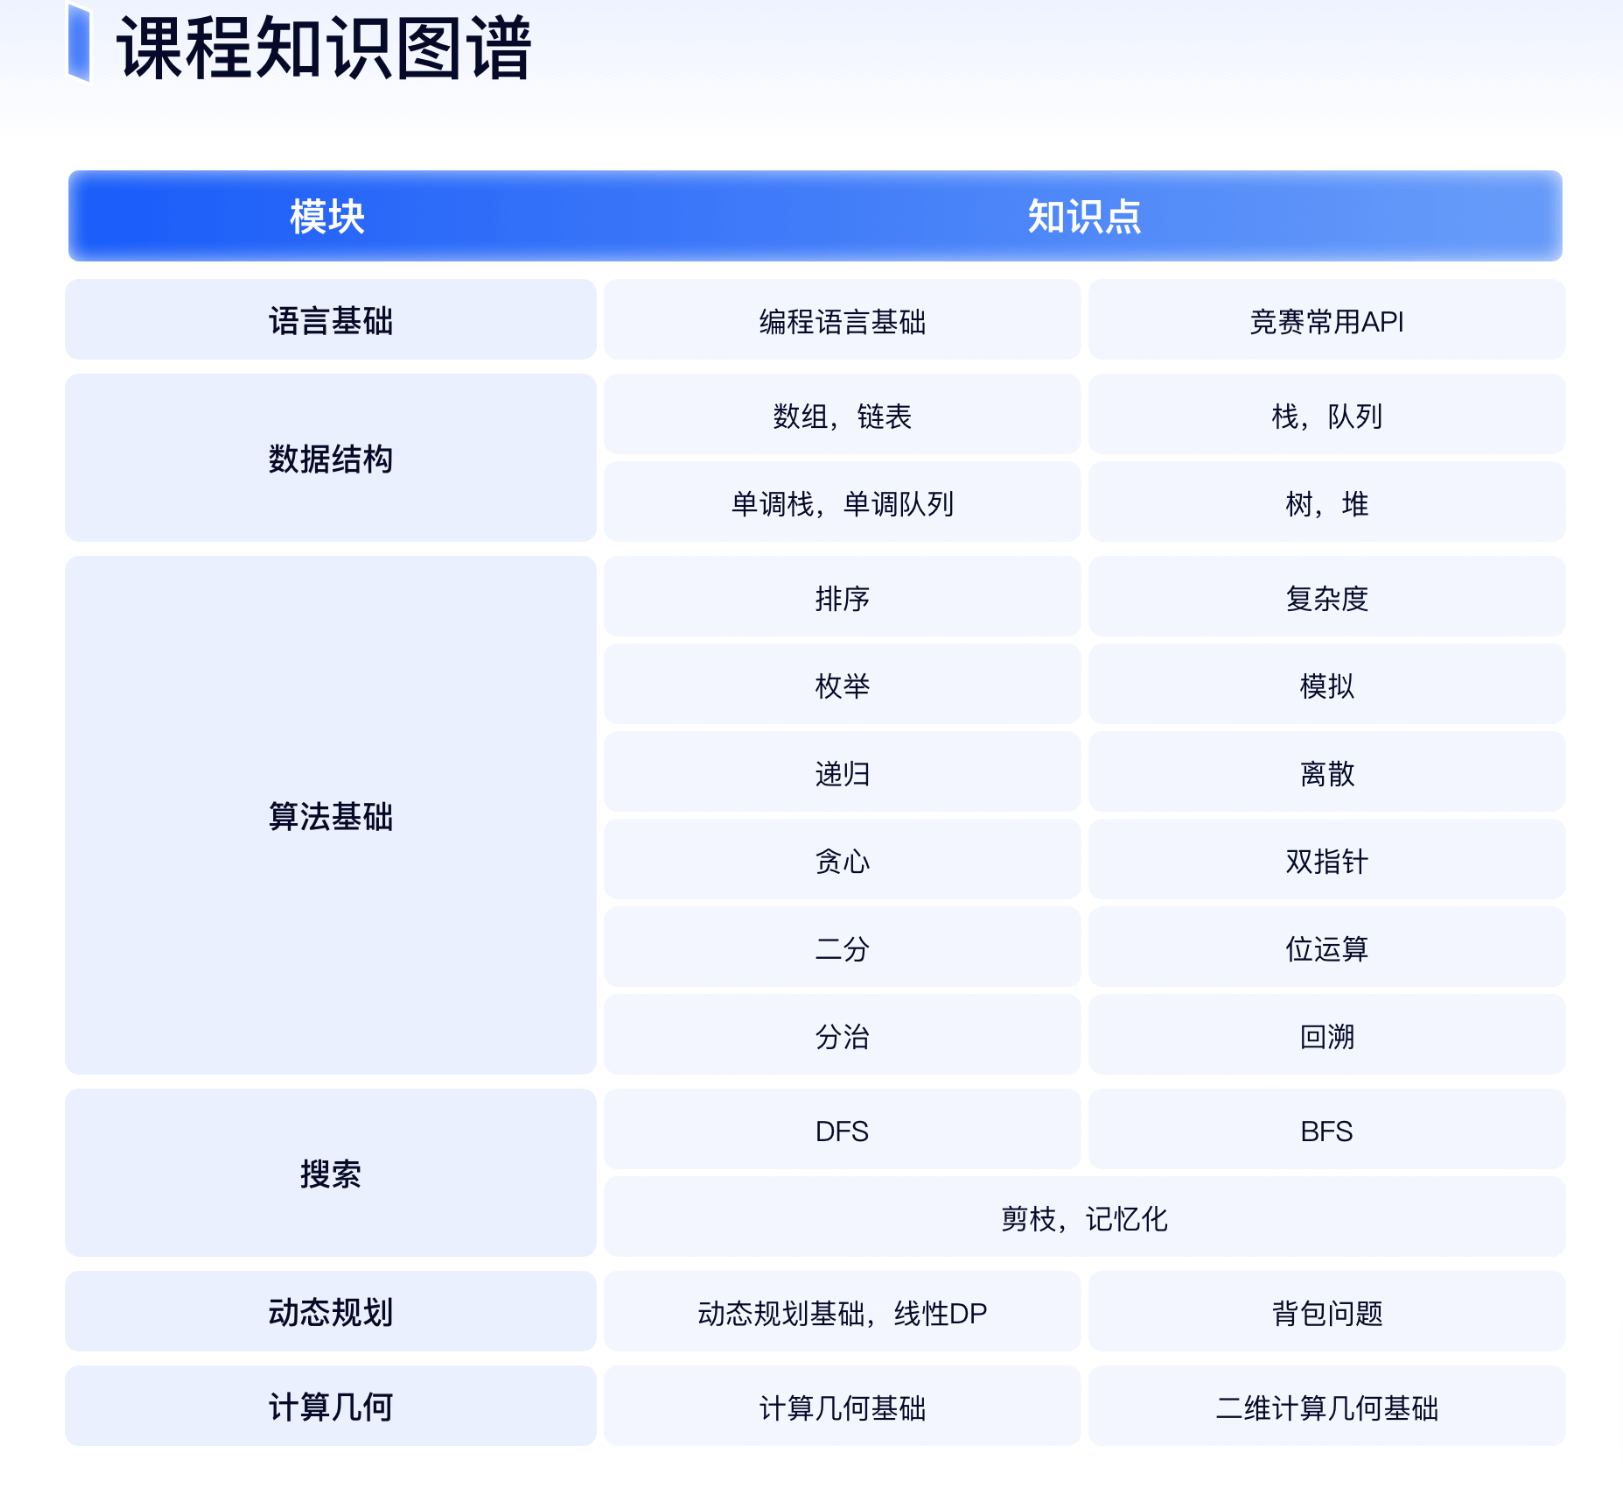 课程知识图谱
模块 知识点
语言基础 编程语言基础 竞赛常用API
数据结构
数组，链表 栈，队列
单调栈，单调队列 树，堆
算法基础
排序 复杂度
枚举 模拟
递归 离散
贪心 双指针
二分 位运算
分治 回溯
搜索
DFS BFS
剪枝，记忆化
动态规划 动态规划基础，线性DP 背包问题
计算几何 计算几何基础 二维计算几何基础